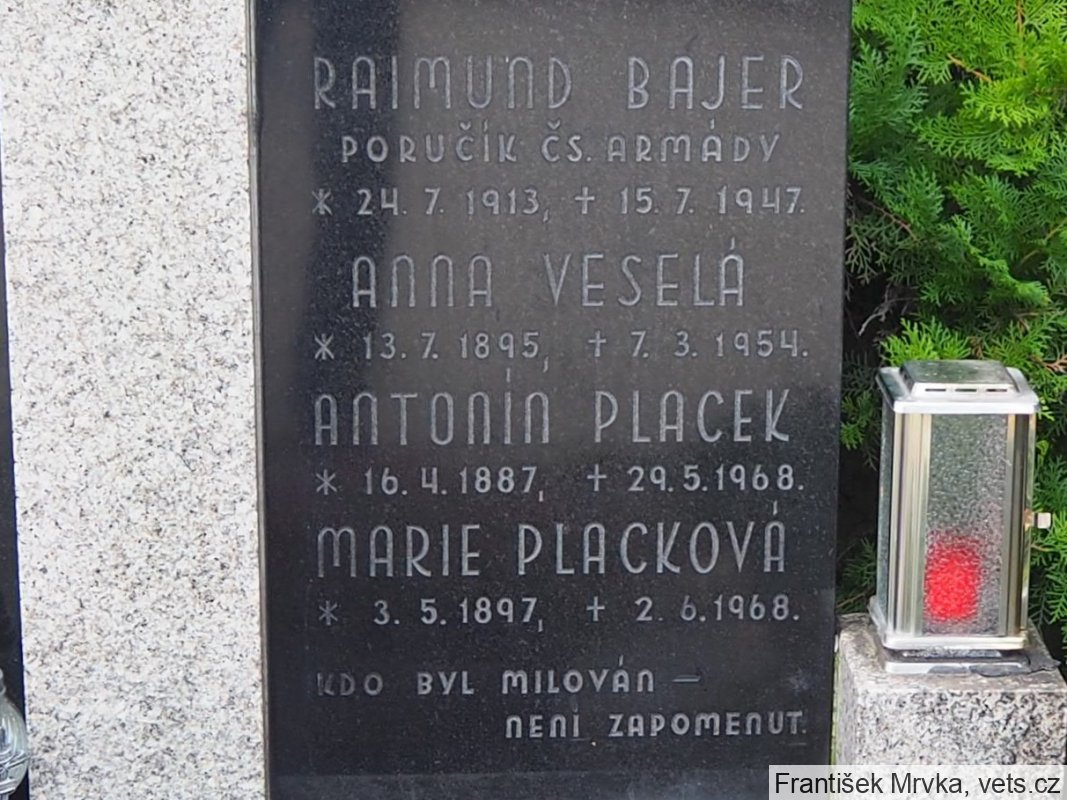 RAIMUND BAJER
PORUČÍK ČS. ARMÁDY
* 24. 7. 1913, + 15. 7. 1947.
ANNA VESELÁ
* 13. 7. 1895, + 7. 3. 1954.
ANTONÍN PLACEK
* 16. 4. 1887, + 29. 5. 1968.
MARIE PLACKOVÁ
* 3. 5. 1897, + 2. 6. 1968.
KDO BYL MILOVÁN –
NENÍ ZAPOMENUT.
František Mrvka, vets.cz